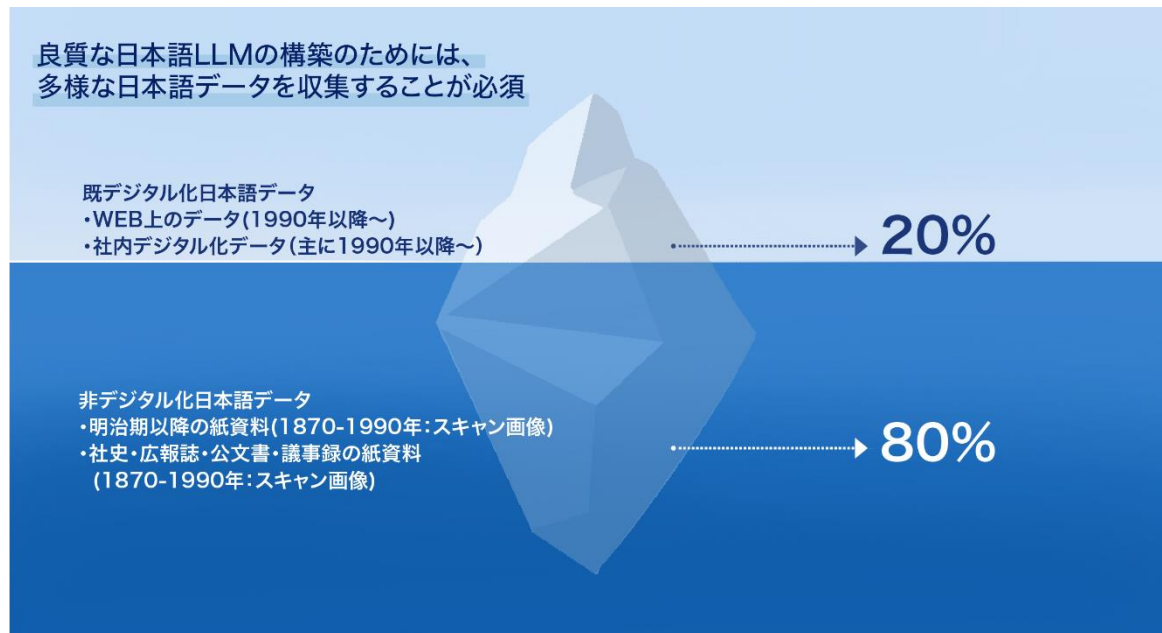 良質な日本語LLMの構築のためには、
多様な日本語データを収集することが必須
既デジタル化日本語データ
・WEB上のデータ(1990年以降〜)
・社内デジタル化データ(主に1990年以降〜)
20%
非デジタル化日本語データ
・明治期以降の紙資料(1870-1990年:スキャン画像)
・社史・広報誌・公文書・議事録の紙資料
(1870-1990年:スキャン画像)
80%